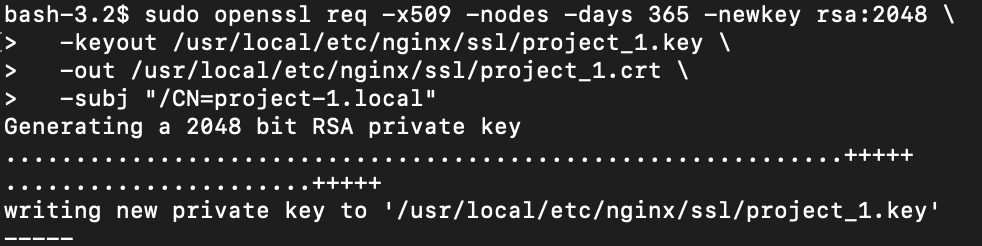 bash-3.2$ sudo openssl req -x509 -nodes -days 365 -newkey rsa:2048 \
>   -keyout /usr/local/etc/nginx/ssl/project_1.key \
>   -out /usr/local/etc/nginx/ssl/project_1.crt \
>   -subj "/CN=project-1.local"
Generating a 2048 bit RSA private key
............................................................+++++
......................+++++
writing new private key to '/usr/local/etc/nginx/ssl/project_1.key'
-----